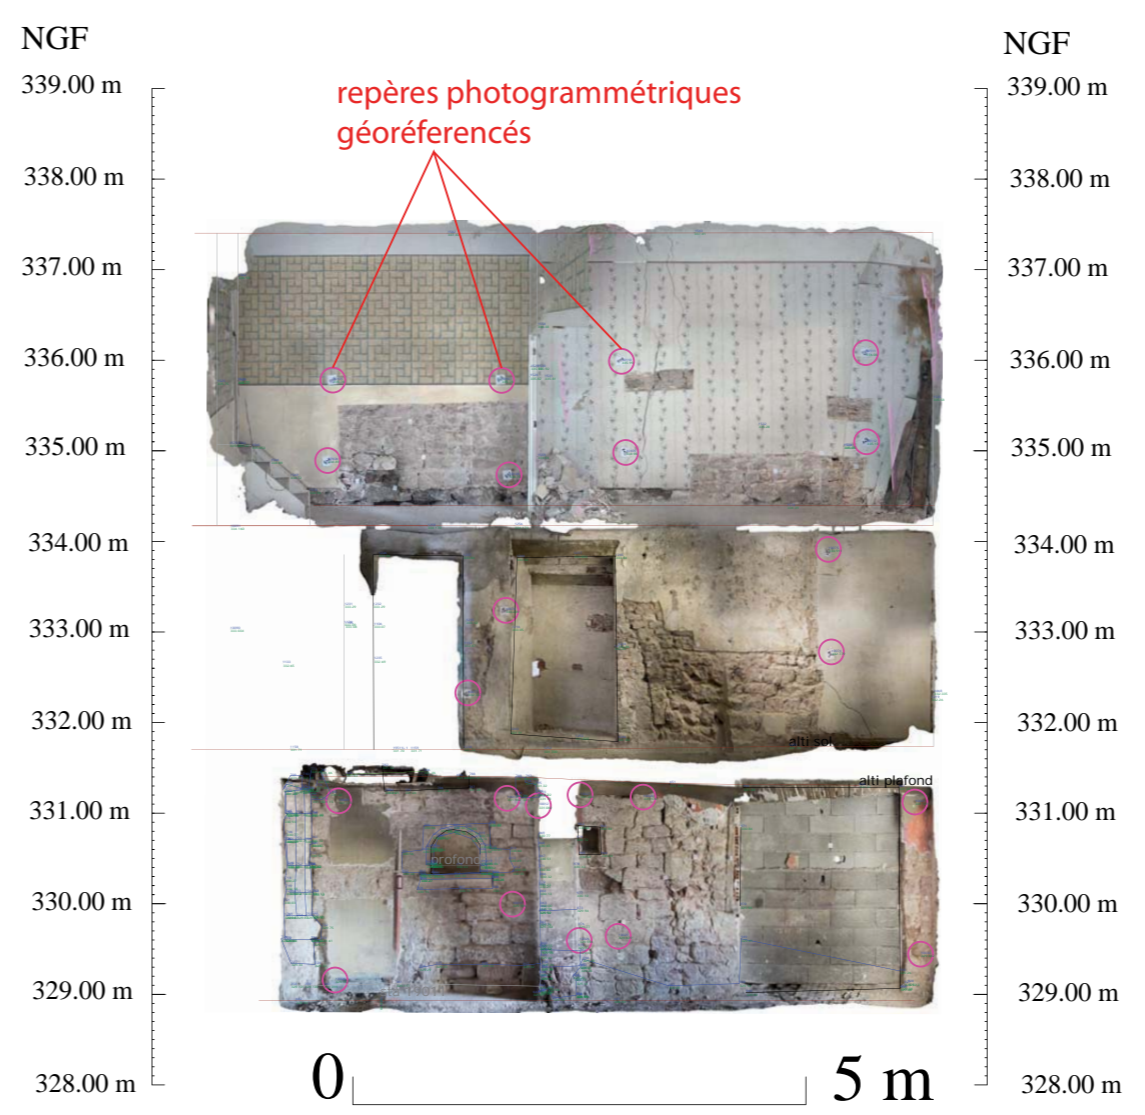 NGF
NGF
339.00 m
339.00 m
repères photogrammétriques
géoréferencés
338.00 m
338.00 m
337.00 m
337.00 m
336.00 m
336.00 m
335.00 m
335.00 m
334.00 m
334.00 m
333.00 m
333.00 m
332.00 m
332.00 m
alti sol
alti plafond
331.00 m
331.00 m
profond
330.00 m
330.00 m
329.00 m
329.00 m
328.00 m
328.00 m
0
5 m